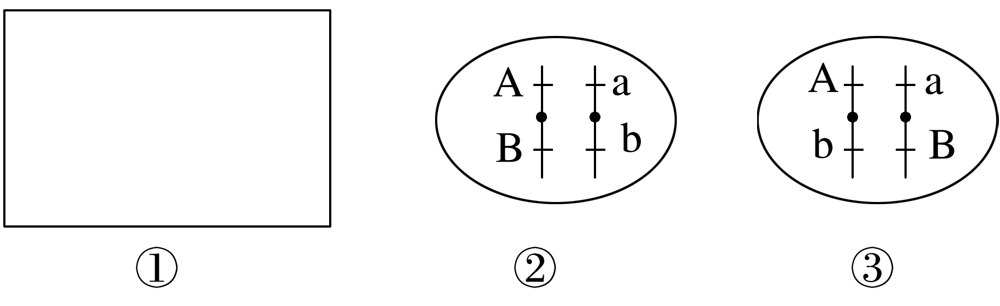 A a A a
B b b B
① ② ③